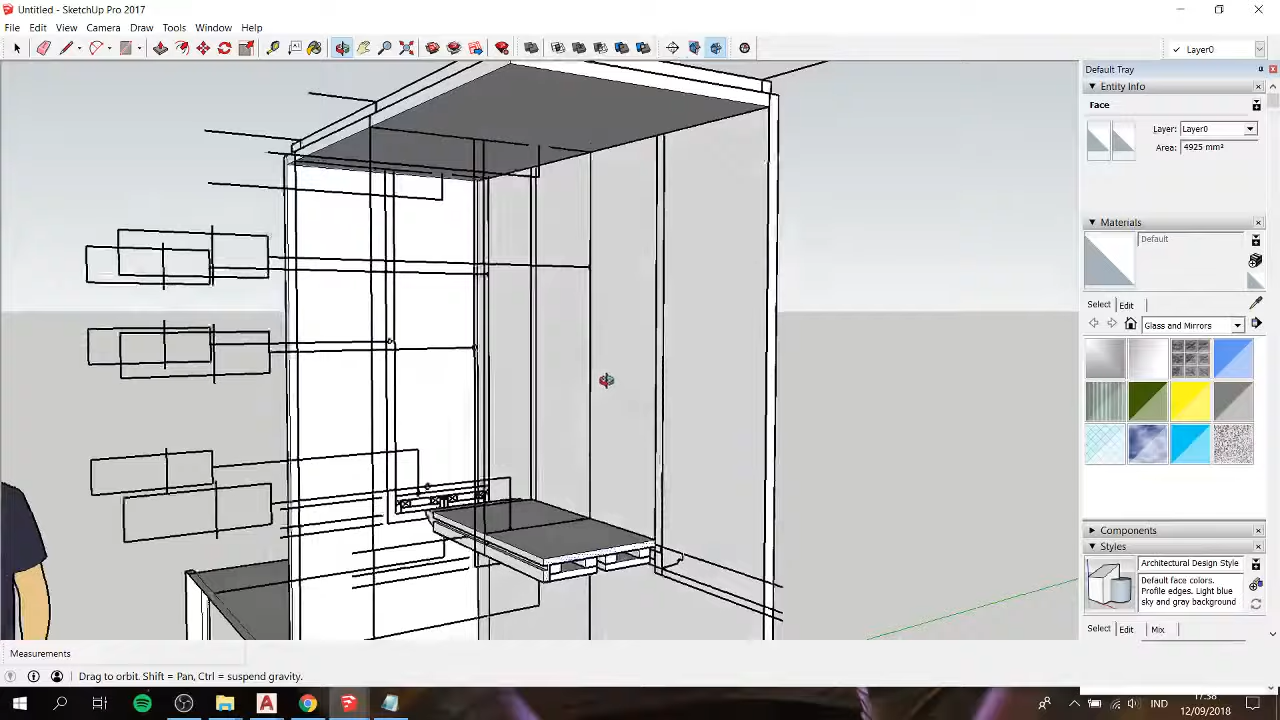 Untitled - SketchUp Pro 2017
File Edit View Camera Draw Tools Window Help
Layer0
Default Tray
Entity Info
Face
Layer: Layer0
Area: 4925 mm²
Materials
Default
Select Edit
Glass and Mirrors
Components
Styles
Architectural Design Style
Default face colors.
Profile edges. Light blue
sky and gray background
Select Edit Mix
Measurements
Drag to orbit. Shift = Pan, Ctrl = suspend gravity.
IND
12/09/2018